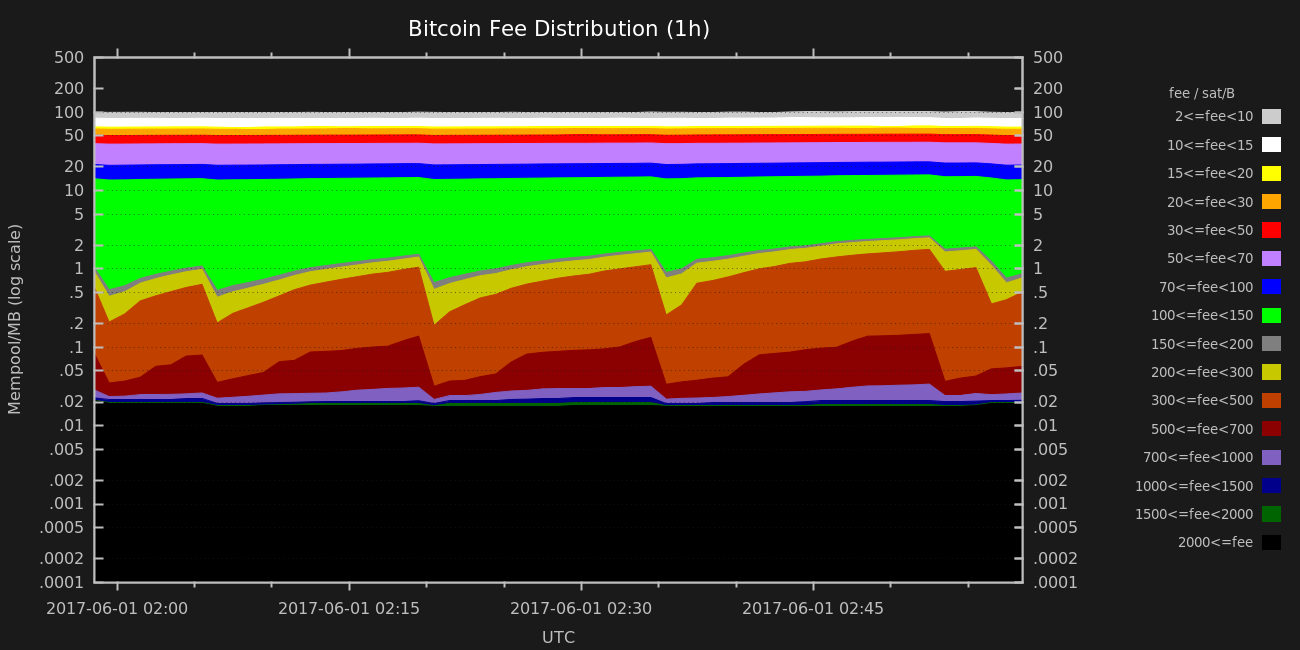 Bitcoin Fee Distribution (1h)
500 500
200 200
100 100
50 50
20 20
10 10
5 5
2 2
1 1
.5 .5
.2 .2
.1 .1
.05 .05
.02 .02
.01 .01
.005 .005
.002 .002
.001 .001
.0005 .0005
.0002 .0002
.0001 .0001
Mempool/MB (log scale)
2017-06-01 02:00 2017-06-01 02:15 2017-06-01 02:30 2017-06-01 02:45
UTC
fee / sat/B
2<=fee<10
10<=fee<15
15<=fee<20
20<=fee<30
30<=fee<50
50<=fee<70
70<=fee<100
100<=fee<150
150<=fee<200
200<=fee<300
300<=fee<500
500<=fee<700
700<=fee<1000
1000<=fee<1500
1500<=fee<2000
2000<=fee